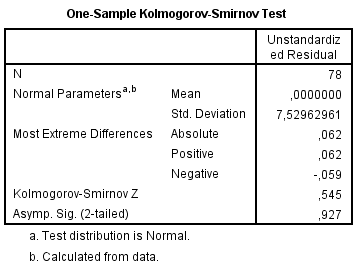 One-Sample Kolmogorov-Smirnov Test
Unstandardiz
ed Residual
N 78
Normal Parametersa,b Mean ,0000000
Std. Deviation 7,52962961
Most Extreme Differences Absolute ,062
Positive ,062
Negative -,059
Kolmogorov-Smirnov Z ,545
Asymp. Sig. (2-tailed) ,927
a. Test distribution is Normal.
b. Calculated from data.